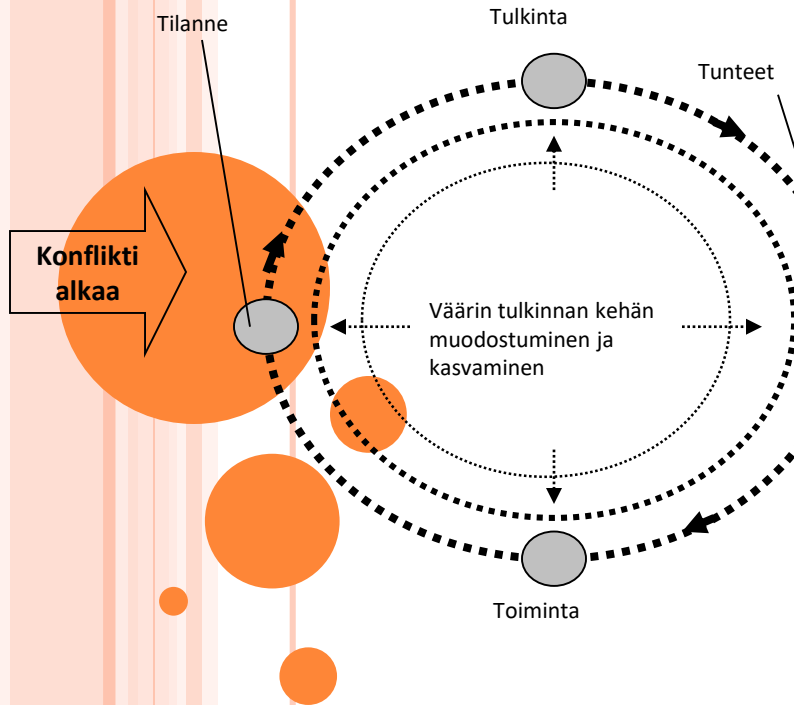 Tilanne
Tulkinta
Tunteet
Konflikti
alkaa
Väärin tulkinnan kehän
muodostuminen ja
kasvaminen
Toiminta